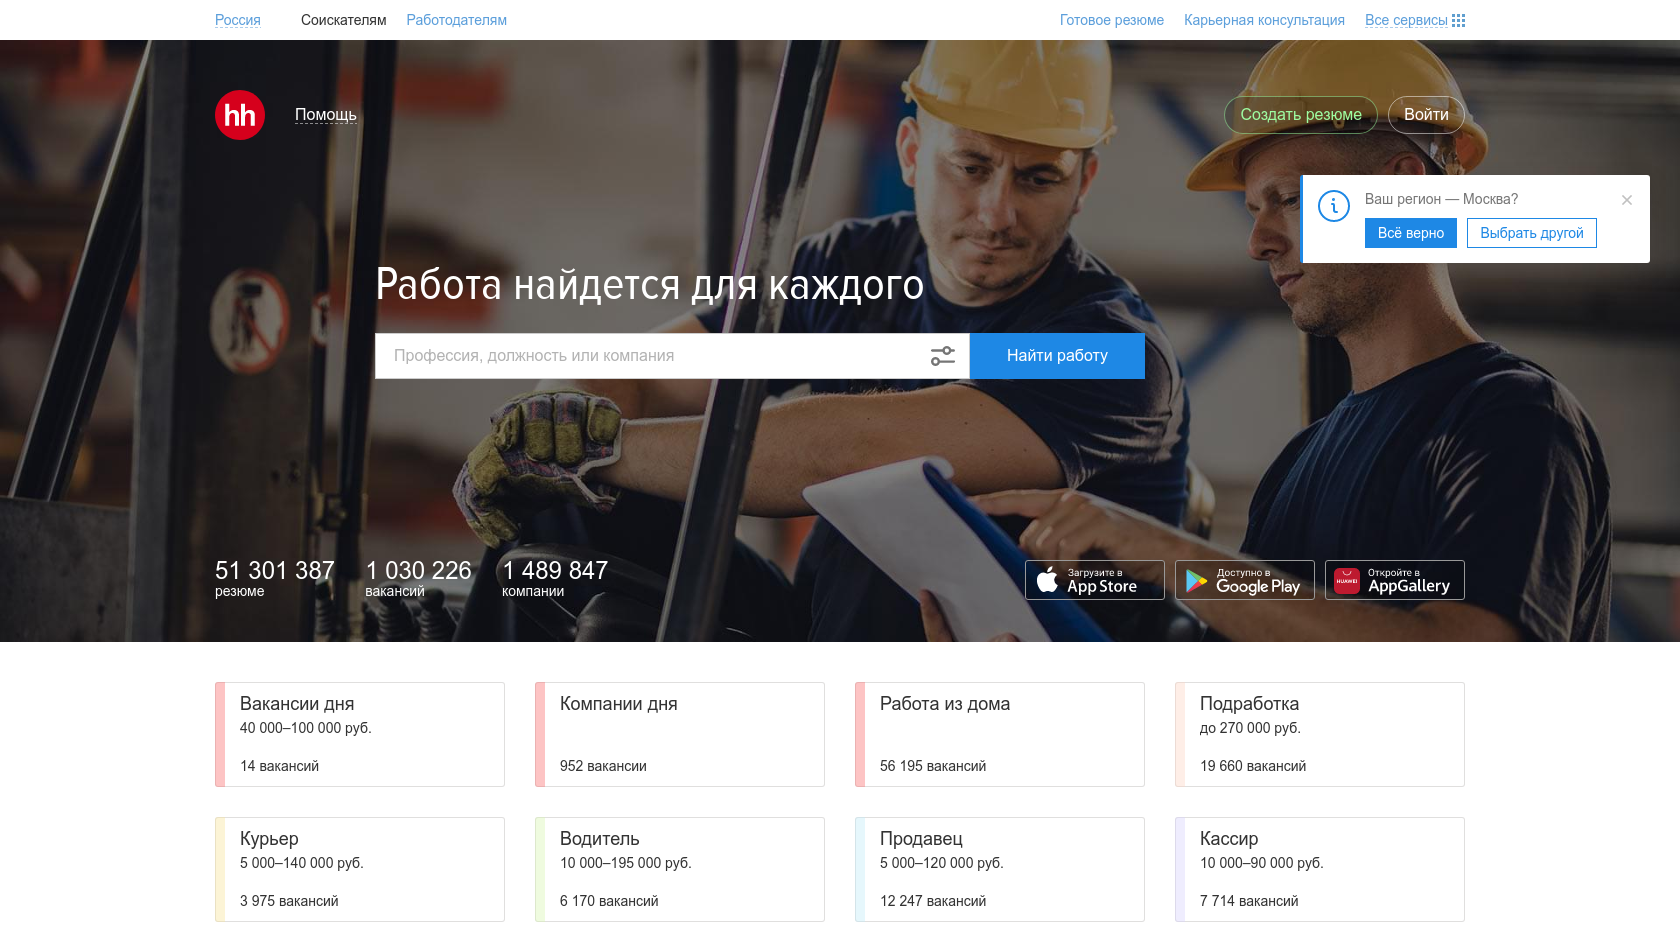 Россия Соискателям Работодателям Готовое резюме Карьерная консультация Все сервисы
hh Помощь Создать резюме Войти
Ваш регион — Москва?
Всё верно Выбрать другой
Работа найдется для каждого
Профессия, должность или компания Найти работу
51 301 387 1 030 226 1 489 847
резюме вакансий компании
Загрузите в
App Store
Доступно в
Google Play
HUAWEI
Откройте в
AppGallery
Вакансии дня
40 000–100 000 руб.
14 вакансий
Компании дня
952 вакансии
Работа из дома
56 195 вакансий
Подработка
до 270 000 руб.
19 660 вакансий
Курьер
5 000–140 000 руб.
3 975 вакансий
Водитель
10 000–195 000 руб.
6 170 вакансий
Продавец
5 000–120 000 руб.
12 247 вакансий
Кассир
10 000–90 000 руб.
7 714 вакансий